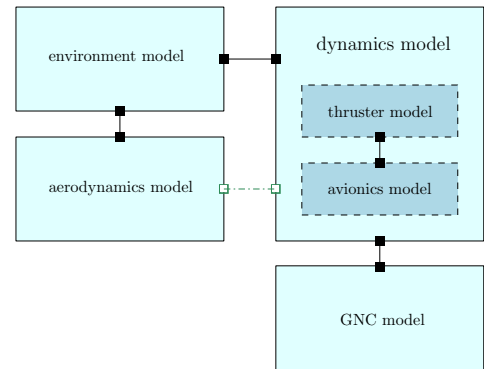 environment model
dynamics model
thruster model
aerodynamics model
avionics model
GNC model